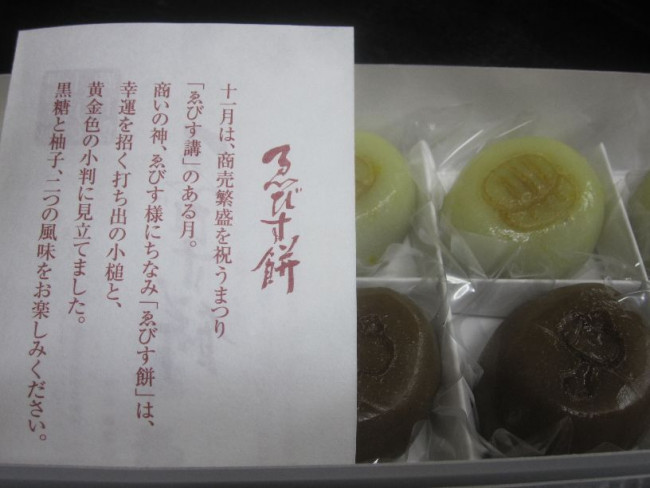 ゑびす餅
十一月は、商売繁盛を祝うまつり
「ゑびす講」のある月。
商いの神、ゑびす様にちなみ「ゑびす餅」は、
幸運を招く打ち出の小槌と、
黄金色の小判に見立てました。
黒糖と柚子、二つの風味をお楽しみください。